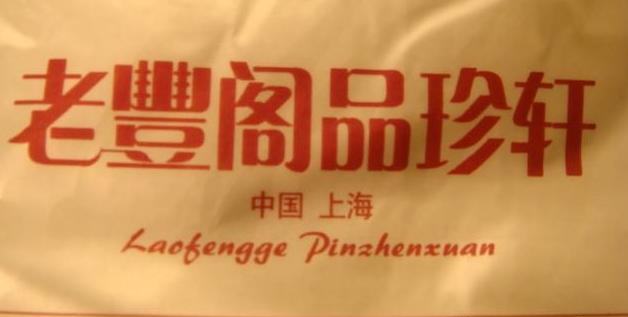 老豐阁品珍轩
中国 上海
Laofengge Pinzhenxuan